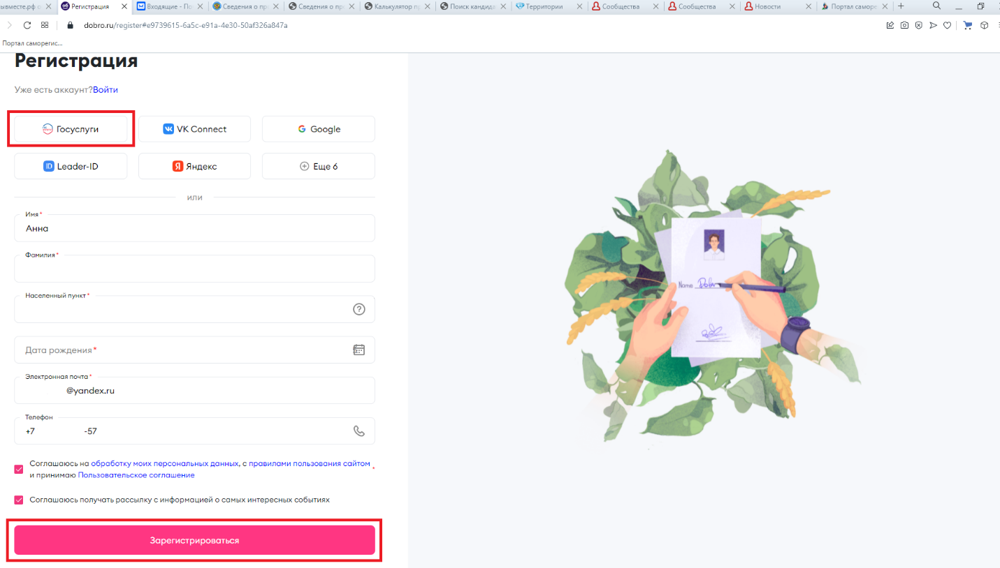 ывместе.рф с
Регистрация
Входящие - По
Сведения о про
Сведения о про
Калькулятор пр
Поиск кандида
Территории
Сообщества
Сообщества
Новости
Портал саморе
dobro.ru/register#e9739615-6a5c-e91a-4e30-50af326a847a
Портал саморегис...
Регистрация
Уже есть аккаунт?Войти
Госуслуги
VK Connect
G Google
ID Leader-ID
Я Яндекс
Еще 6
или
Имя *
Анна
Фамилия *
Населенный пункт *
Дата рождения *
Электронная почта *
@yandex.ru
Телефон
+7 -57
Соглашаюсь на обработку моих персональных данных, с правилами пользования сайтом *
и принимаю Пользовательское соглашение
Соглашаюсь получать рассылку с информацией о самых интересных событиях
Зарегистрироваться
Name